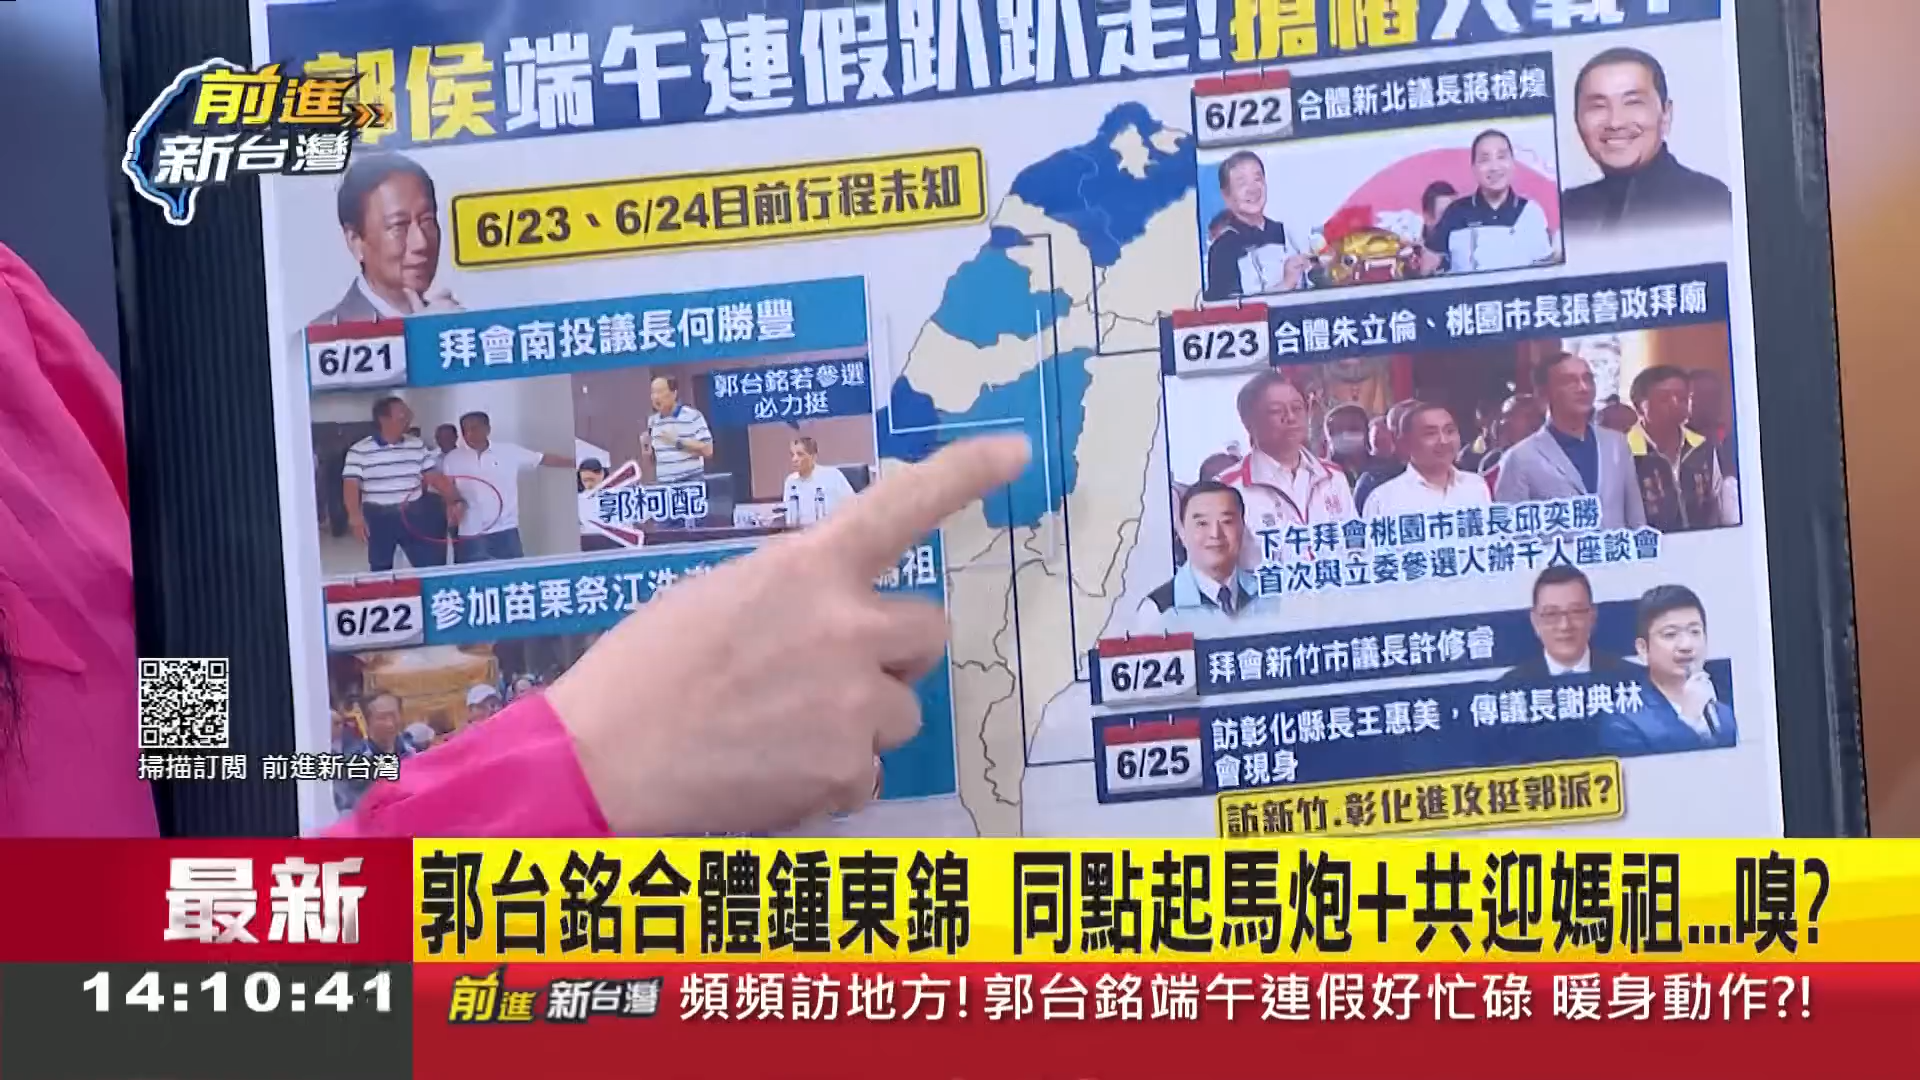 郭侯端午連假趴趴走!搶樁大戰?
前進
新台灣
6/23、6/24目前行程未知
6/21
拜會南投議長何勝豐
郭台銘若參選
必力挺
郭柯配
6/22
參加苗栗祭江洗
媽祖
6/22
合體新北議長蔣根煌
6/23
合體朱立倫、桃園市長張善政拜廟
下午拜會桃園市議長邱奕勝
首次與立委參選人辦千人座談會
6/24
拜會新竹市議長許修睿
6/25
訪彰化縣長王惠美,傳議長謝典林
會現身
訪新竹.彰化進攻挺郭派?
掃描訂閱 前進新台灣
最新
郭台銘合體鍾東錦 同點起馬炮+共迎媽祖...嗅?
14:10:41
前進 新台灣 頻頻訪地方!郭台銘端午連假好忙碌 暖身動作?!